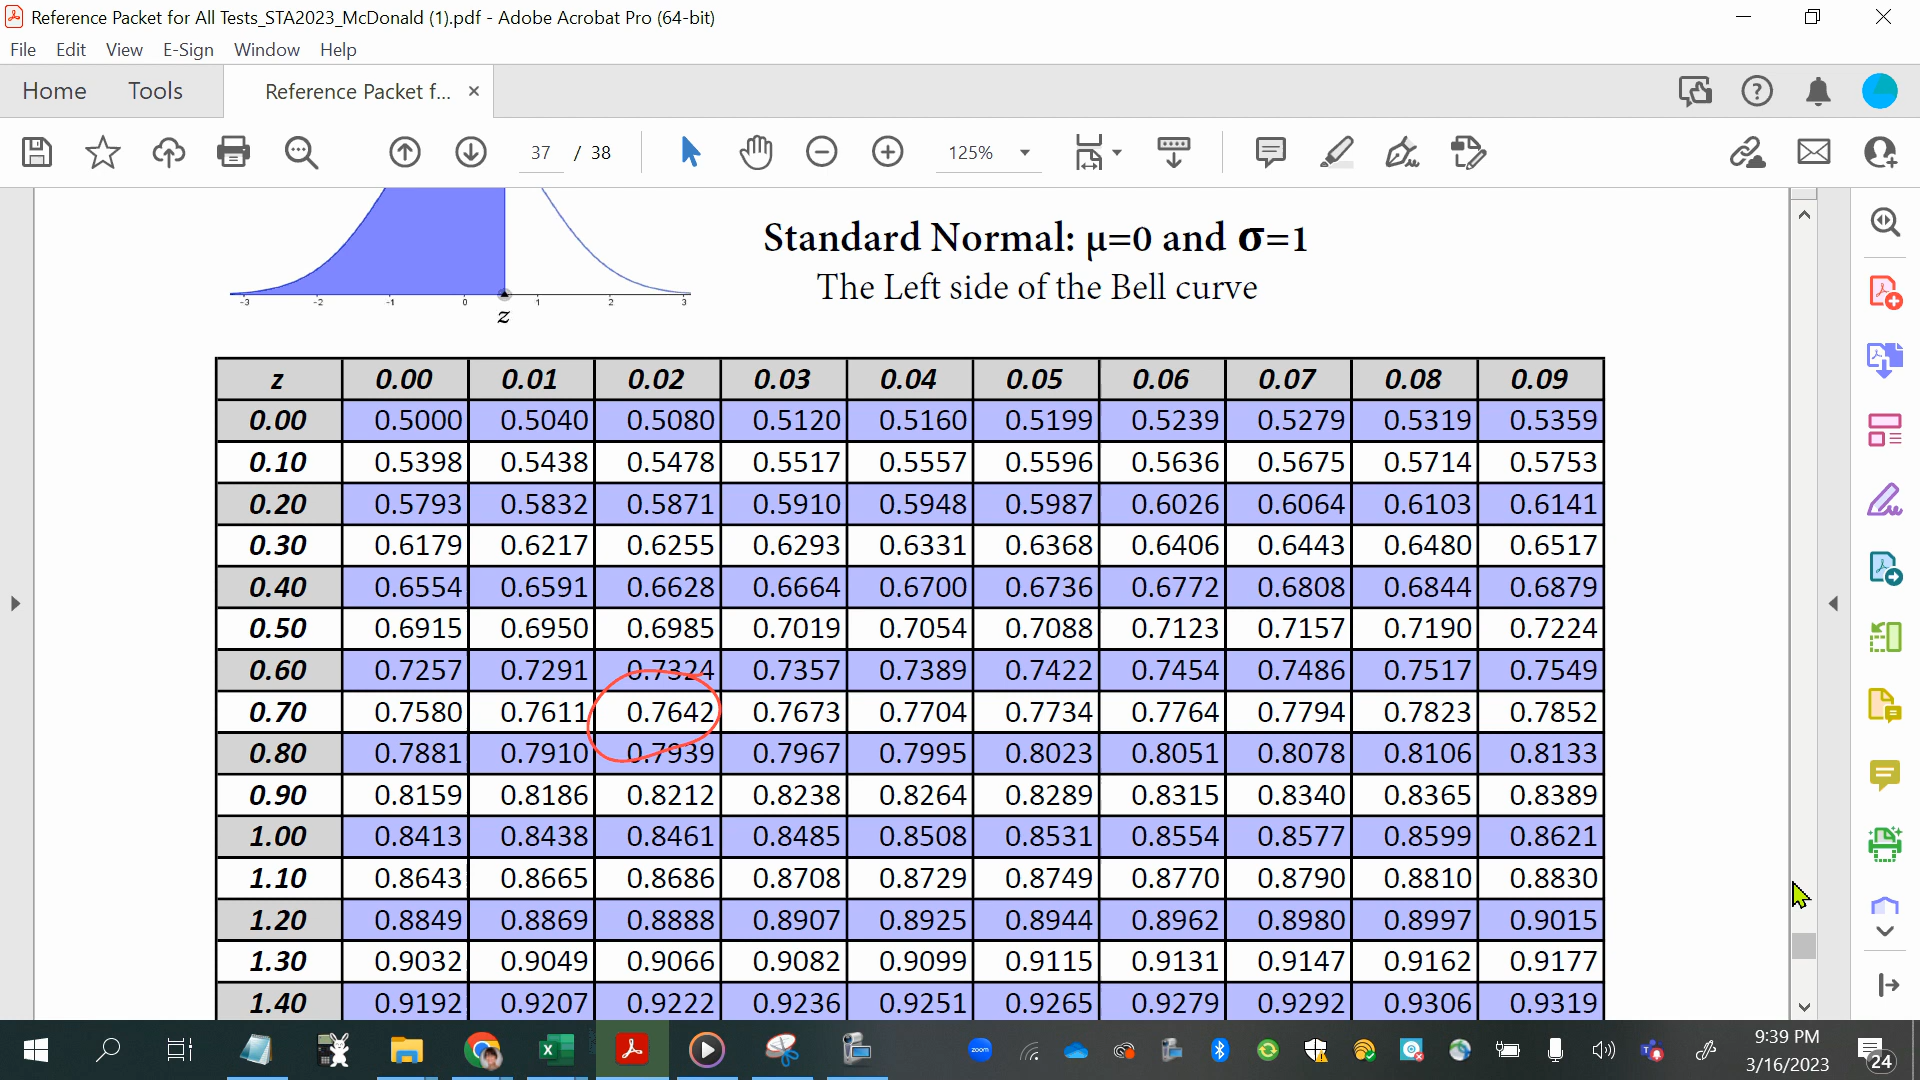 Reference Packet for All Tests_STA2023_McDonald (1).pdf - Adobe Acrobat Pro (64-bit)
File Edit View E-Sign Window Help
Home Tools Reference Packet f... ×
37 / 38 125%
Standard Normal: μ=0 and σ=1
The Left side of the Bell curve
-3 -2 -1 0 1 2 3
z
z 0.00 0.01 0.02 0.03 0.04 0.05 0.06 0.07 0.08 0.09
0.00 0.5000 0.5040 0.5080 0.5120 0.5160 0.5199 0.5239 0.5279 0.5319 0.5359
0.10 0.5398 0.5438 0.5478 0.5517 0.5557 0.5596 0.5636 0.5675 0.5714 0.5753
0.20 0.5793 0.5832 0.5871 0.5910 0.5948 0.5987 0.6026 0.6064 0.6103 0.6141
0.30 0.6179 0.6217 0.6255 0.6293 0.6331 0.6368 0.6406 0.6443 0.6480 0.6517
0.40 0.6554 0.6591 0.6628 0.6664 0.6700 0.6736 0.6772 0.6808 0.6844 0.6879
0.50 0.6915 0.6950 0.6985 0.7019 0.7054 0.7088 0.7123 0.7157 0.7190 0.7224
0.60 0.7257 0.7291 0.7324 0.7357 0.7389 0.7422 0.7454 0.7486 0.7517 0.7549
0.70 0.7580 0.7611 0.7642 0.7673 0.7704 0.7734 0.7764 0.7794 0.7823 0.7852
0.80 0.7881 0.7910 0.7939 0.7967 0.7995 0.8023 0.8051 0.8078 0.8106 0.8133
0.90 0.8159 0.8186 0.8212 0.8238 0.8264 0.8289 0.8315 0.8340 0.8365 0.8389
1.00 0.8413 0.8438 0.8461 0.8485 0.8508 0.8531 0.8554 0.8577 0.8599 0.8621
1.10 0.8643 0.8665 0.8686 0.8708 0.8729 0.8749 0.8770 0.8790 0.8810 0.8830
1.20 0.8849 0.8869 0.8888 0.8907 0.8925 0.8944 0.8962 0.8980 0.8997 0.9015
1.30 0.9032 0.9049 0.9066 0.9082 0.9099 0.9115 0.9131 0.9147 0.9162 0.9177
1.40 0.9192 0.9207 0.9222 0.9236 0.9251 0.9265 0.9279 0.9292 0.9306 0.9319
zoom
9:39 PM
3/16/2023
24